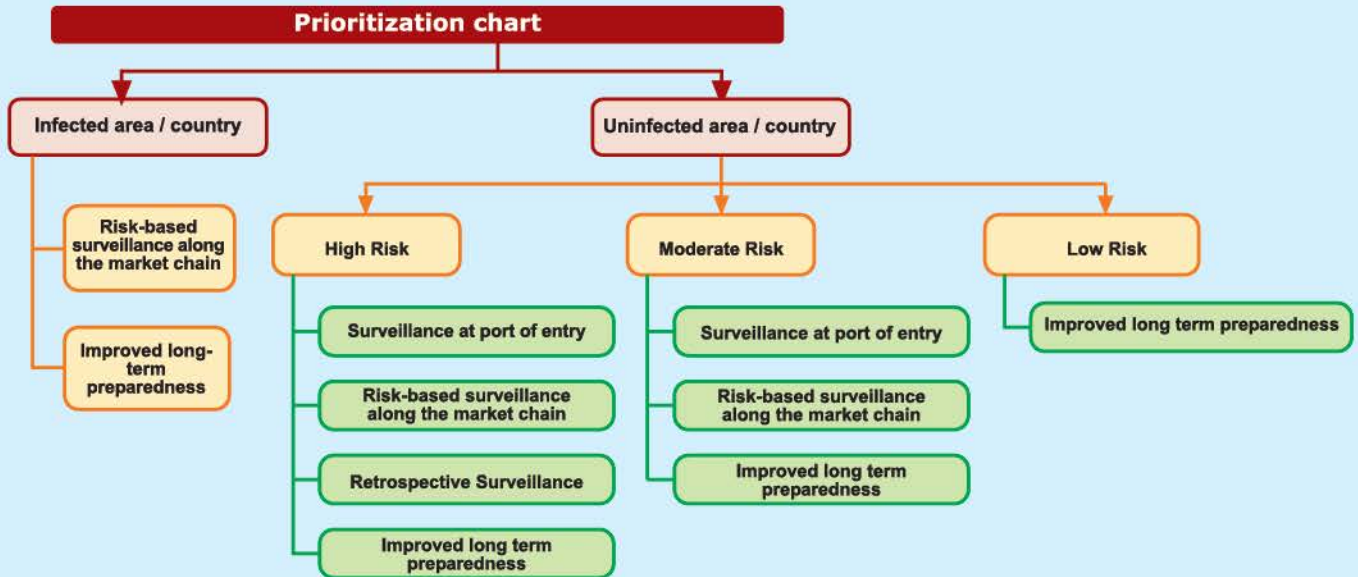 Prioritization chart
Infected area / country
Uninfected area / country
Risk-based
surveillance along
the market chain
Improved long-
term
preparedness
High Risk
Surveillance at port of entry
Risk-based surveillance
along the market chain
Retrospective Surveillance
Improved long term
preparedness
Moderate Risk
Surveillance at port of entry
Risk-based surveillance
along the market chain
Improved long term
preparedness
Low Risk
Improved long term preparedness